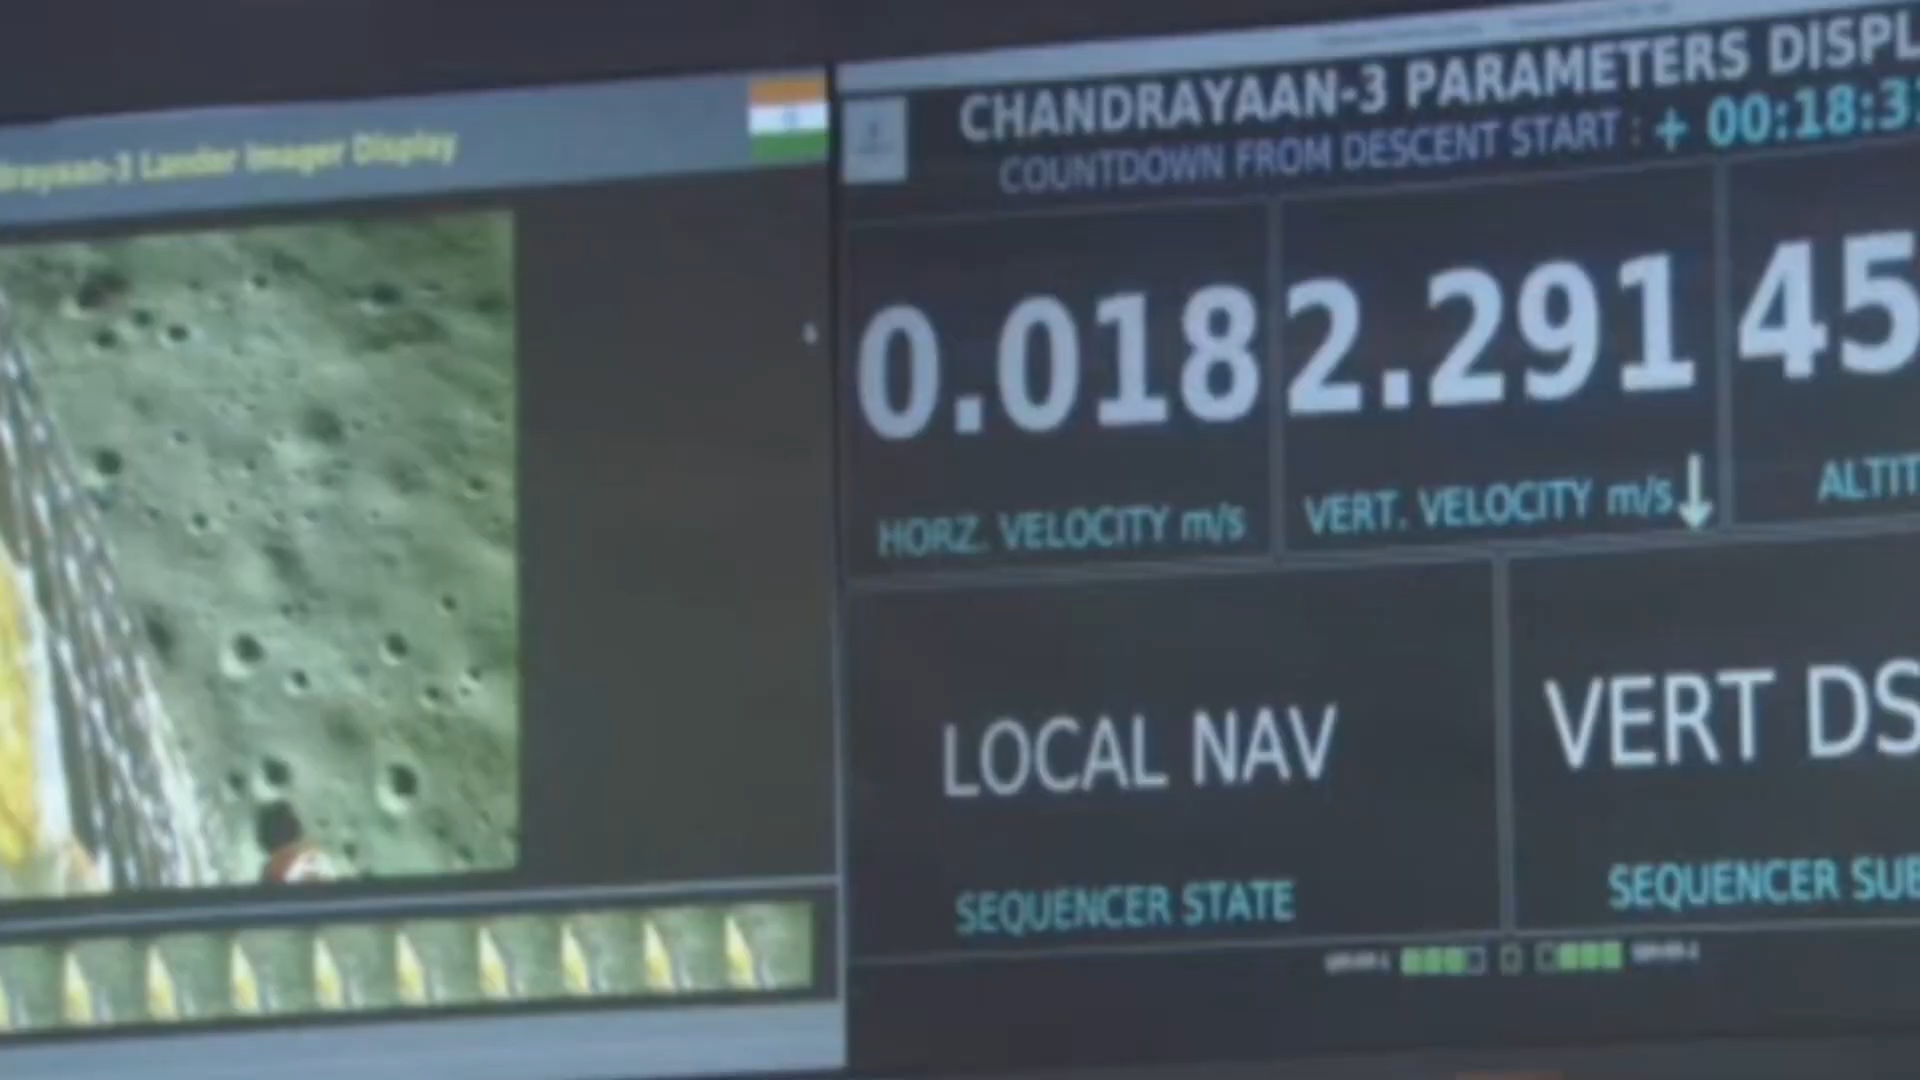 drayaan-3 Lander Imager Display
CHANDRAYAAN-3 PARAMETERS DISPL
COUNTDOWN FROM DESCENT START : + 00:18:3
0.018
2.291
45
HORZ. VELOCITY m/s
VERT. VELOCITY m/s
ALTIT
LOCAL NAV
VERT DS
SEQUENCER STATE
SEQUENCER SUB